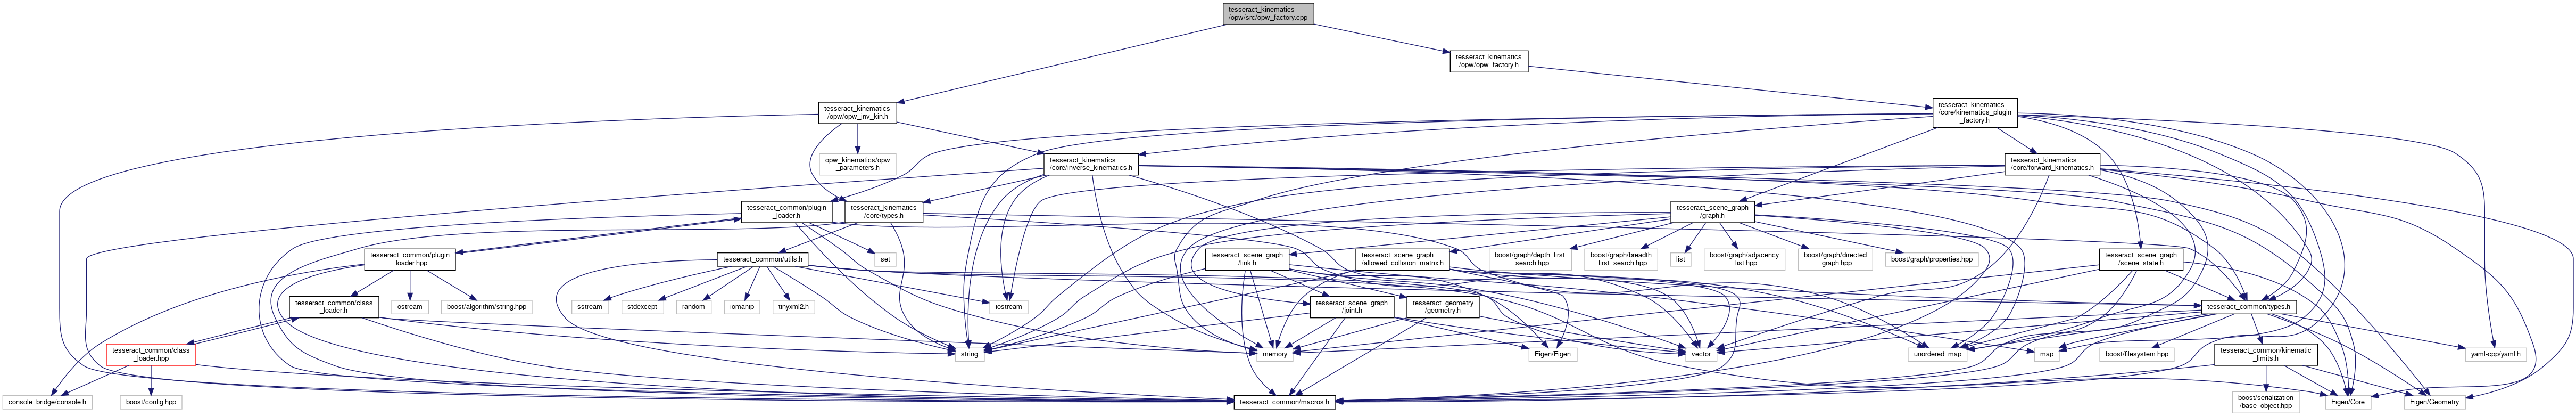 tesseract_kinematics
/opw/src/opw_factory.cpp
tesseract_kinematics
/opw/opw_factory.h
tesseract_kinematics
/opw/opw_inv_kin.h
tesseract_kinematics
/core/kinematics_plugin
_factory.h
opw_kinematics/opw
_parameters.h
tesseract_kinematics
/core/inverse_kinematics.h
tesseract_kinematics
/core/forward_kinematics.h
tesseract_common/plugin
_loader.h
tesseract_kinematics
/core/types.h
tesseract_scene_graph
/graph.h
tesseract_common/plugin
_loader.hpp
tesseract_common/utils.h
set
tesseract_scene_graph
/link.h
tesseract_scene_graph
/allowed_collision_matrix.h
boost/graph/depth_first
_search.hpp
boost/graph/breadth
_first_search.hpp
list
boost/graph/adjacency
_list.hpp
boost/graph/directed
_graph.hpp
boost/graph/properties.hpp
tesseract_scene_graph
/scene_state.h
tesseract_common/class
_loader.h
ostream
boost/algorithm/string.hpp
sstream
stdexcept
random
iomanip
tinyxml2.h
iostream
tesseract_scene_graph
/joint.h
tesseract_geometry
/geometry.h
tesseract_common/types.h
tesseract_common/class
_loader.hpp
string
memory
Eigen/Eigen
vector
unordered_map
map
boost/filesystem.hpp
tesseract_common/kinematic
_limits.h
yaml-cpp/yaml.h
console_bridge/console.h
boost/config.hpp
tesseract_common/macros.h
boost/serialization
/base_object.hpp
Eigen/Core
Eigen/Geometry